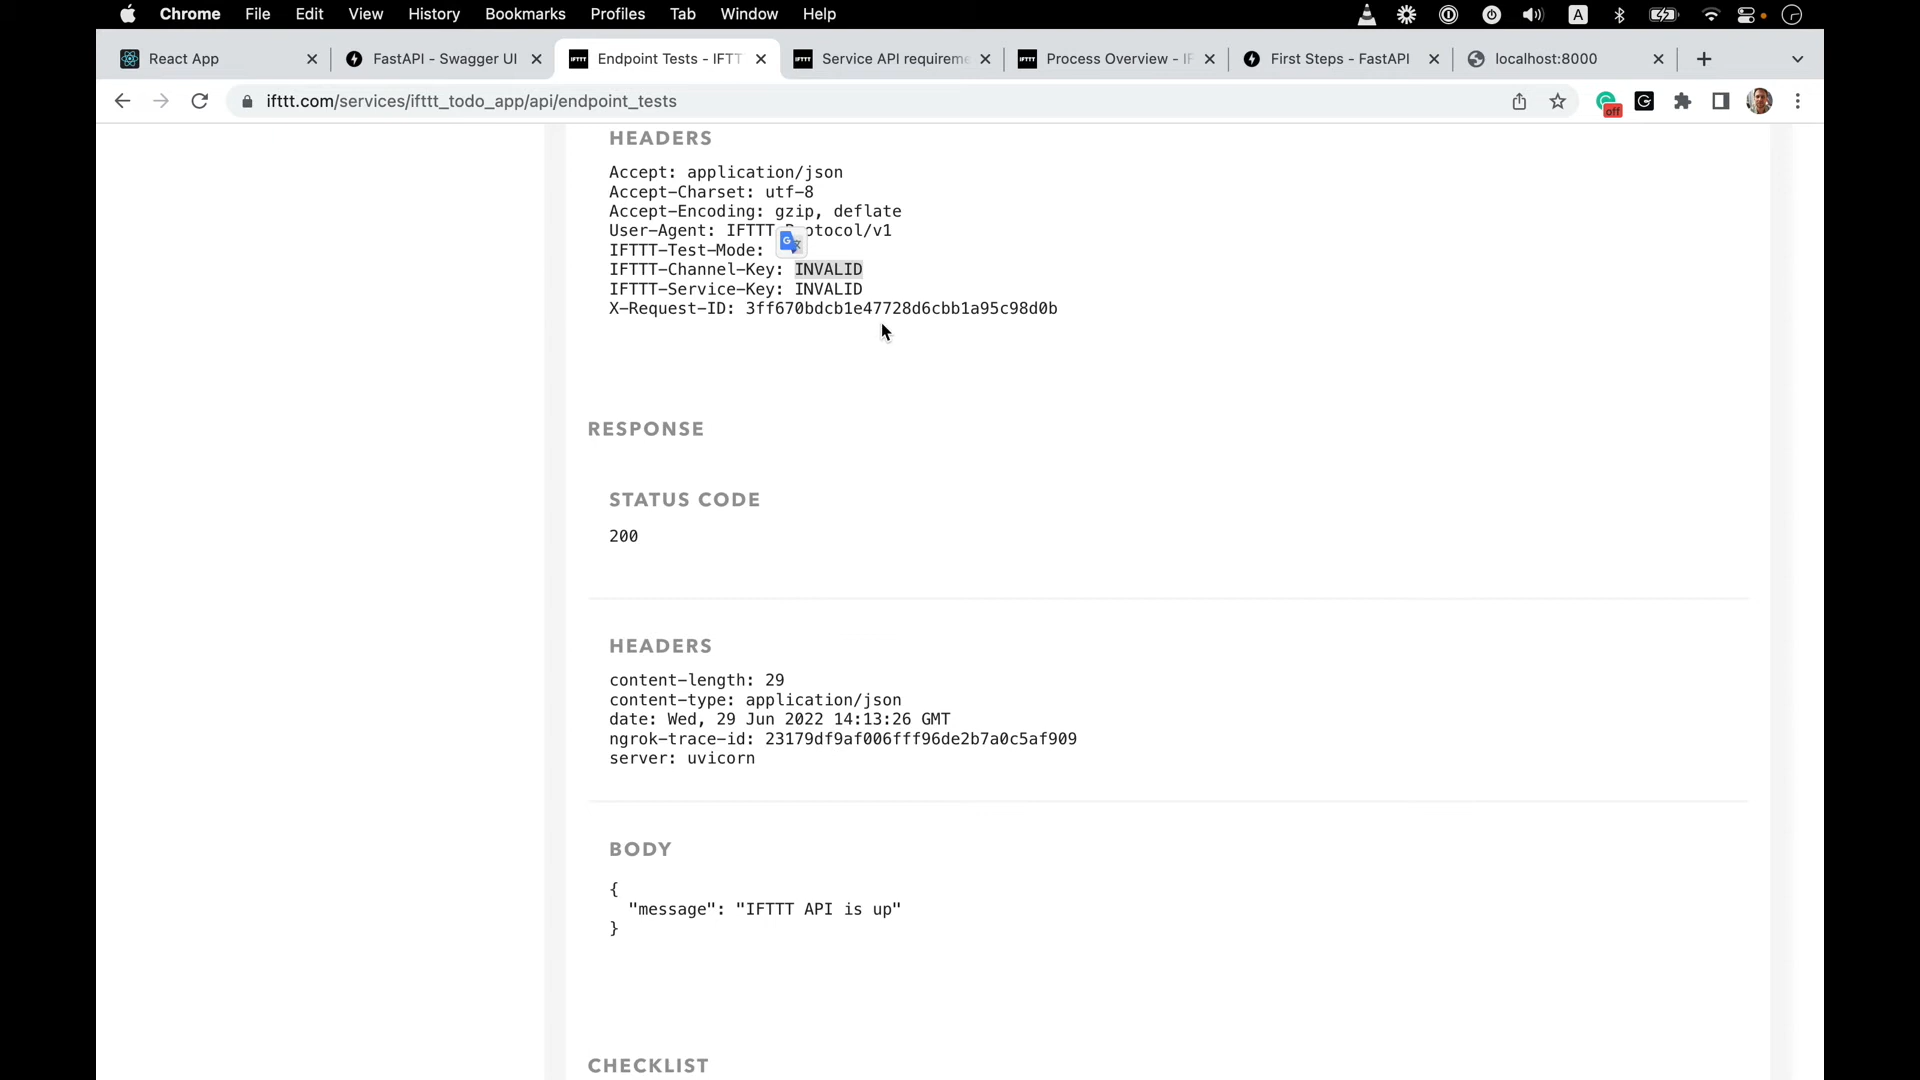 Chrome File Edit View History Bookmarks Profiles Tab Window Help
React App
FastAPI - Swagger UI
Endpoint Tests - IFTT
Service API requireme
Process Overview - IF
First Steps - FastAPI
localhost:8000
ifttt.com/services/ifttt_todo_app/api/endpoint_tests
off
HEADERS
Accept: application/json
Accept-Charset: utf-8
Accept-Encoding: gzip, deflate
User-Agent: IFTTT-Protocol/v1
IFTTT-Test-Mode:
IFTTT-Channel-Key: INVALID
IFTTT-Service-Key: INVALID
X-Request-ID: 3ff670bdcb1e47728d6cbb1a95c98d0b
RESPONSE
STATUS CODE
200
HEADERS
content-length: 29
content-type: application/json
date: Wed, 29 Jun 2022 14:13:26 GMT
ngrok-trace-id: 23179df9af006fff96de2b7a0c5af909
server: uvicorn
BODY
{
"message": "IFTTT API is up"
}
CHECKLIST